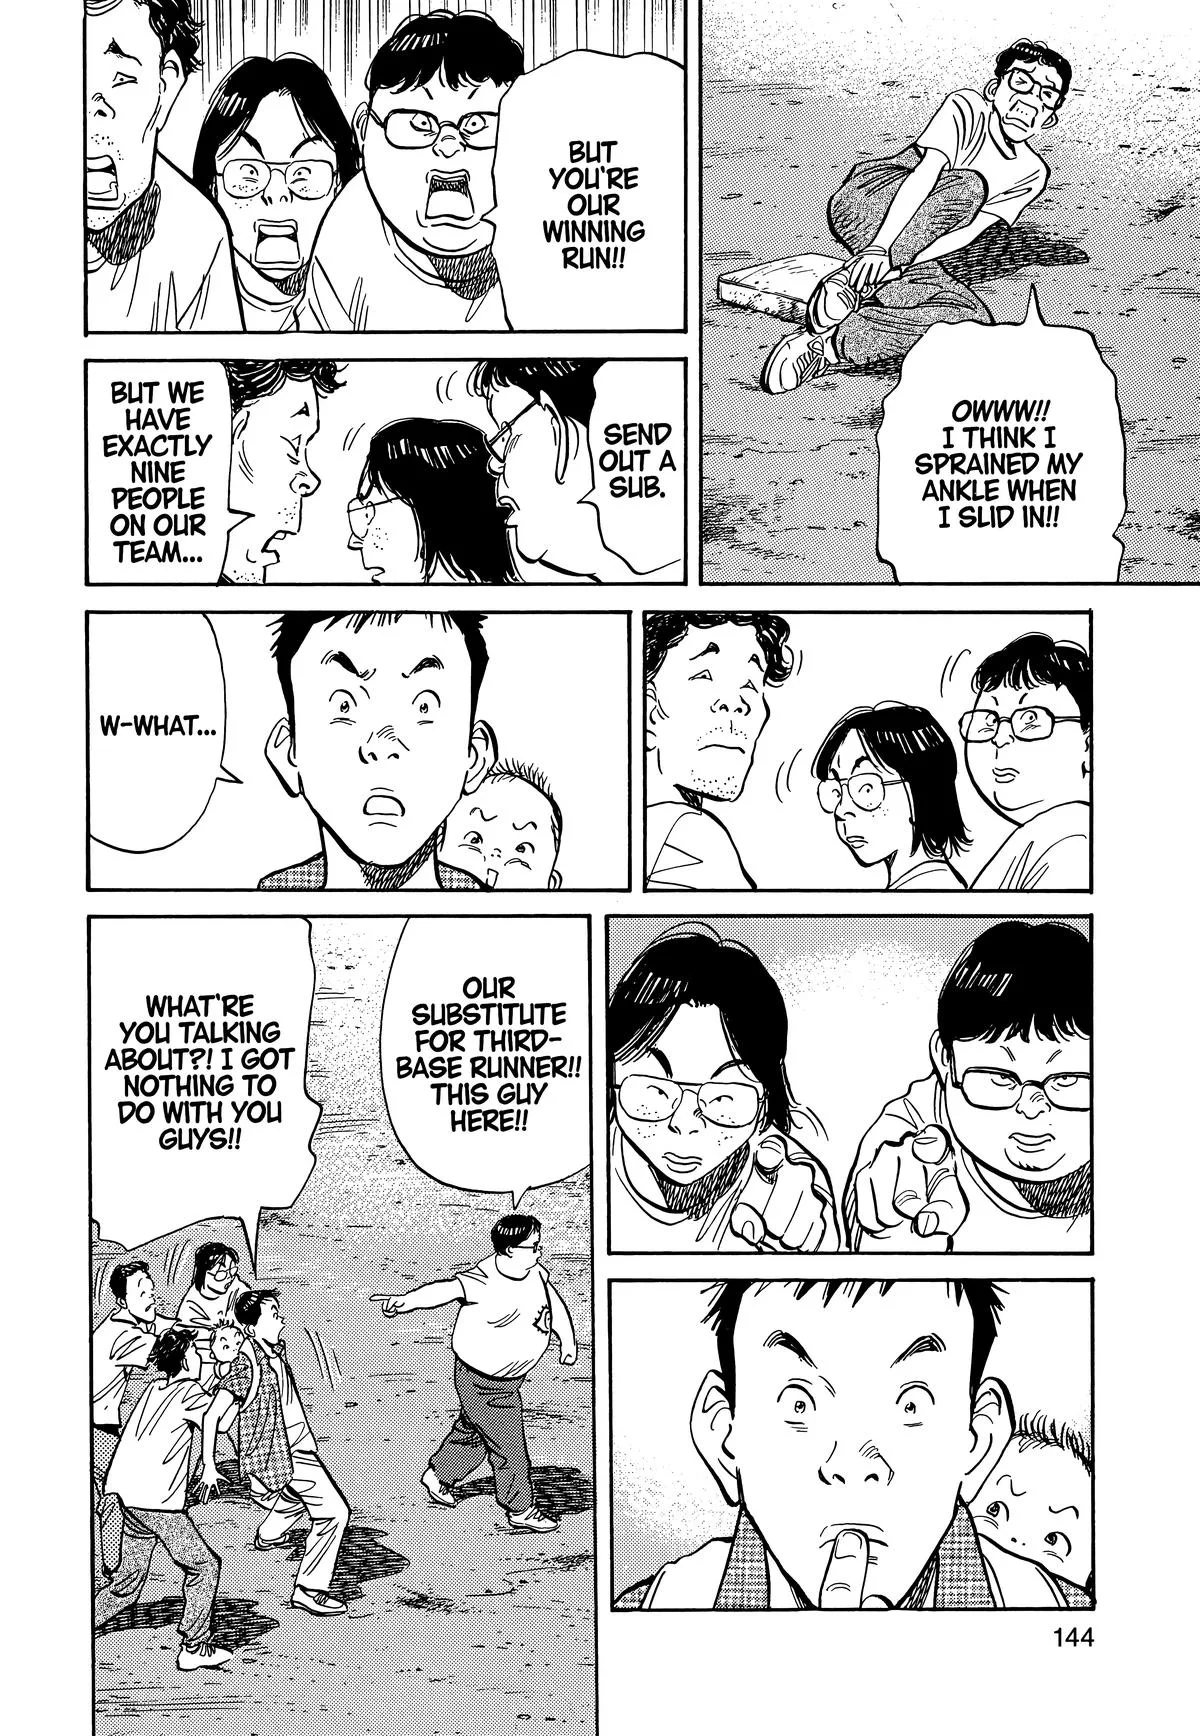 OWWW!!
I THINK I
SPRAINED MY
ANKLE WHEN
I SLID IN!!
BUT
YOU'RE
OUR
WINNING
RUN!!
SEND
OUT A
SUB.
BUT WE
HAVE
EXACTLY
NINE
PEOPLE
ON OUR
TEAM...
W-WHAT...
OUR
SUBSTITUTE
FOR THIRD-
BASE RUNNER!!
THIS GUY
HERE!!
WHAT'RE
YOU TALKING
ABOUT?! I GOT
NOTHING TO
DO WITH YOU
GUYS!!
144